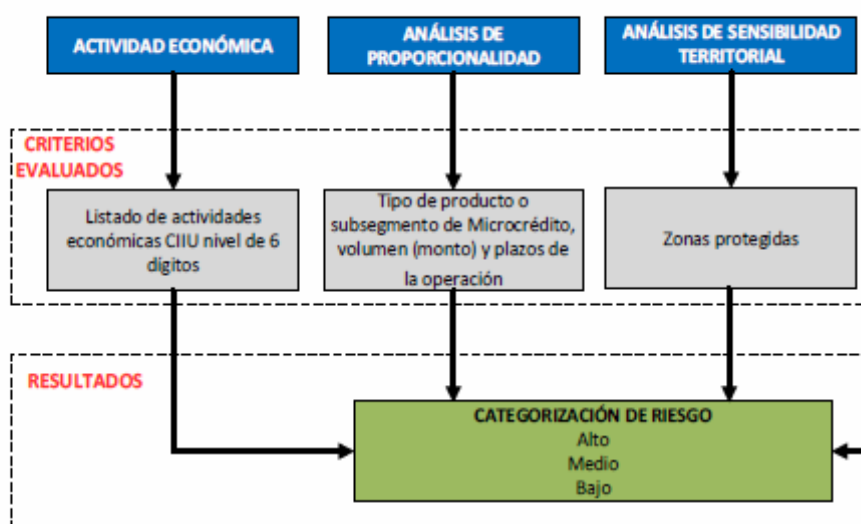 ACTIVIDAD ECONÓMICA
ANÁLISIS DE
PROPORCIONALIDAD
ANÁLISIS DE SENSIBILIDAD
TERRITORIAL
CRITERIOS
EVALUADOS
Listado de actividades
económicas CIIU nivel de 6
dígitos
Tipo de producto o
subsegmento de Microcrédito,
volumen (monto) y plazos de
la operación
Zonas protegidas
RESULTADOS
CATEGORIZACIÓN DE RIESGO
Alto
Medio
Bajo